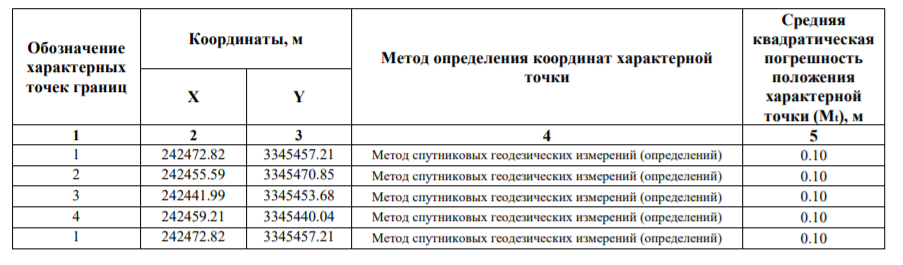 Обозначение характерных точек границ
Координаты, м
Метод определения координат характерной точки
Средняя квадратическая погрешность положения характерной точки (Mt), м
X Y
1 2 3 4 5
1 242472.82 3345457.21 Метод спутниковых геодезических измерений (определений) 0.10
2 242455.59 3345470.85 Метод спутниковых геодезических измерений (определений) 0.10
3 242441.99 3345453.68 Метод спутниковых геодезических измерений (определений) 0.10
4 242459.21 3345440.04 Метод спутниковых геодезических измерений (определений) 0.10
1 242472.82 3345457.21 Метод спутниковых геодезических измерений (определений) 0.10